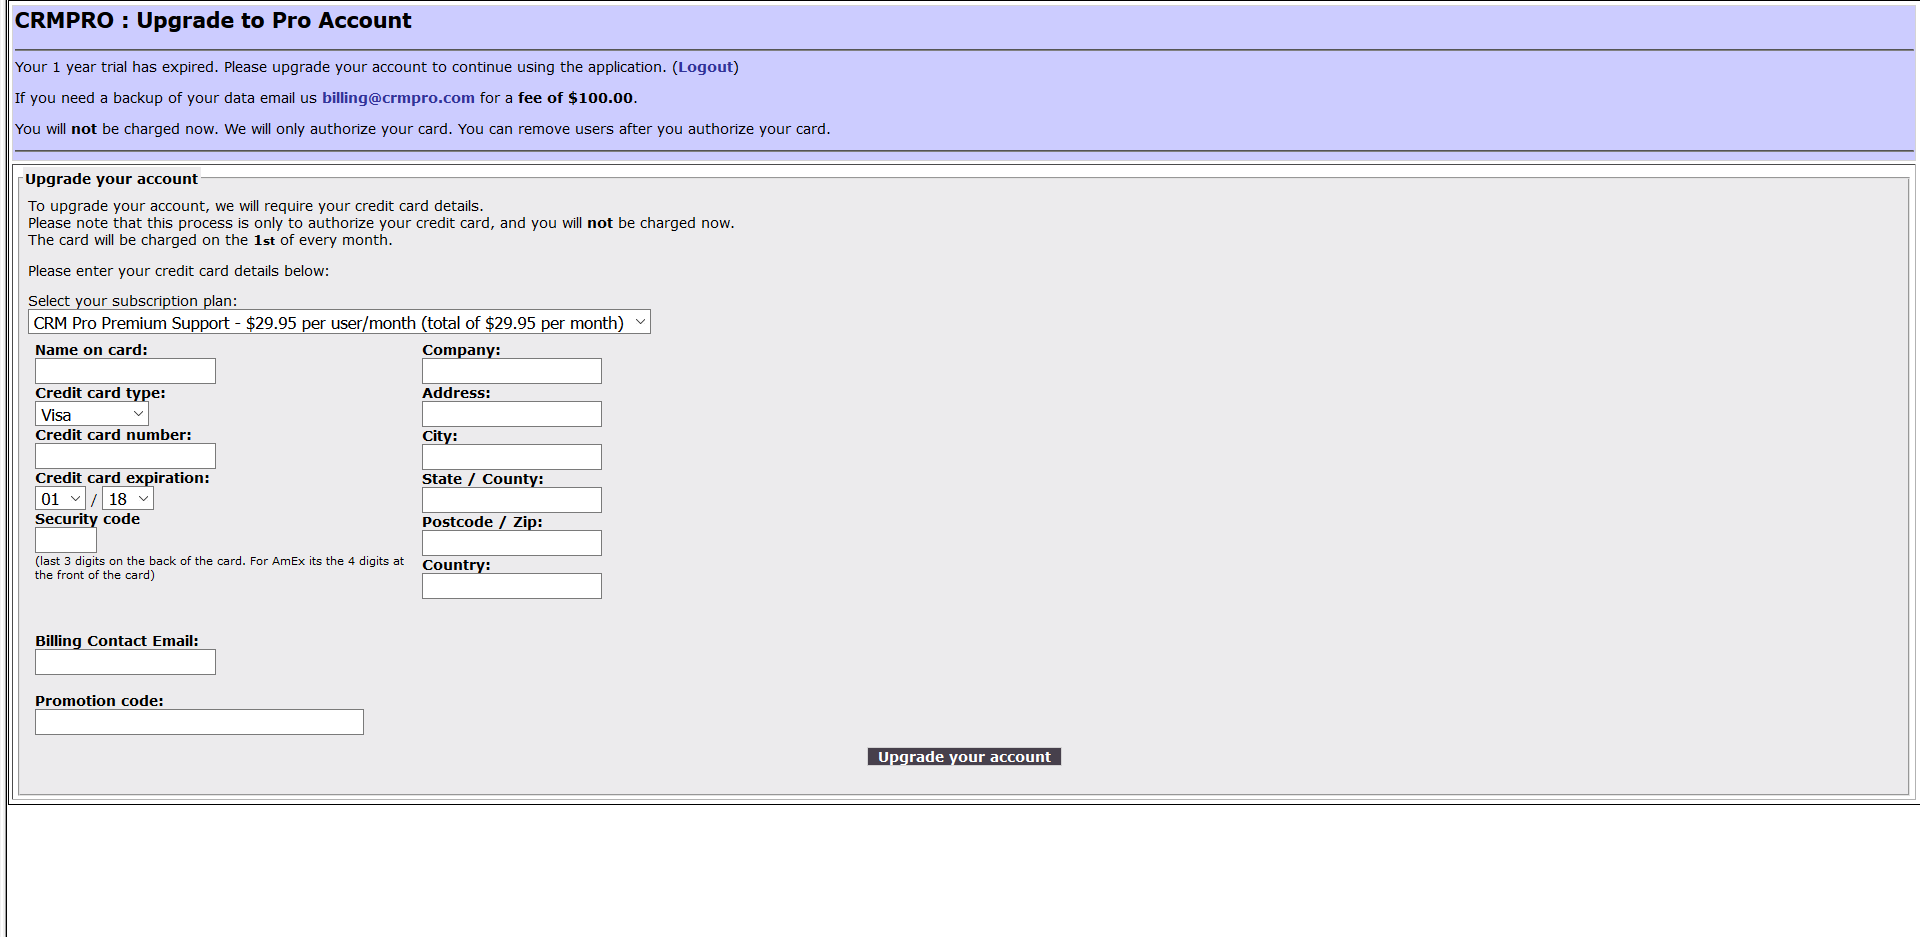 CRMPRO : Upgrade to Pro Account
Your 1 year trial has expired. Please upgrade your account to continue using the application. (Logout)
If you need a backup of your data email us billing@crmpro.com for a fee of $100.00.
You will not be charged now. We will only authorize your card. You can remove users after you authorize your card.
Upgrade your account
To upgrade your account, we will require your credit card details.
Please note that this process is only to authorize your credit card, and you will not be charged now.
The card will be charged on the 1st of every month.
Please enter your credit card details below:
Select your subscription plan:
CRM Pro Premium Support - $29.95 per user/month (total of $29.95 per month)
Name on card:
Credit card type:
Visa
Credit card number:
Credit card expiration:
01 / 18
Security code
(last 3 digits on the back of the card. For AmEx its the 4 digits at
the front of the card)
Company:
Address:
City:
State / County:
Postcode / Zip:
Country:
Billing Contact Email:
Promotion code:
Upgrade your account